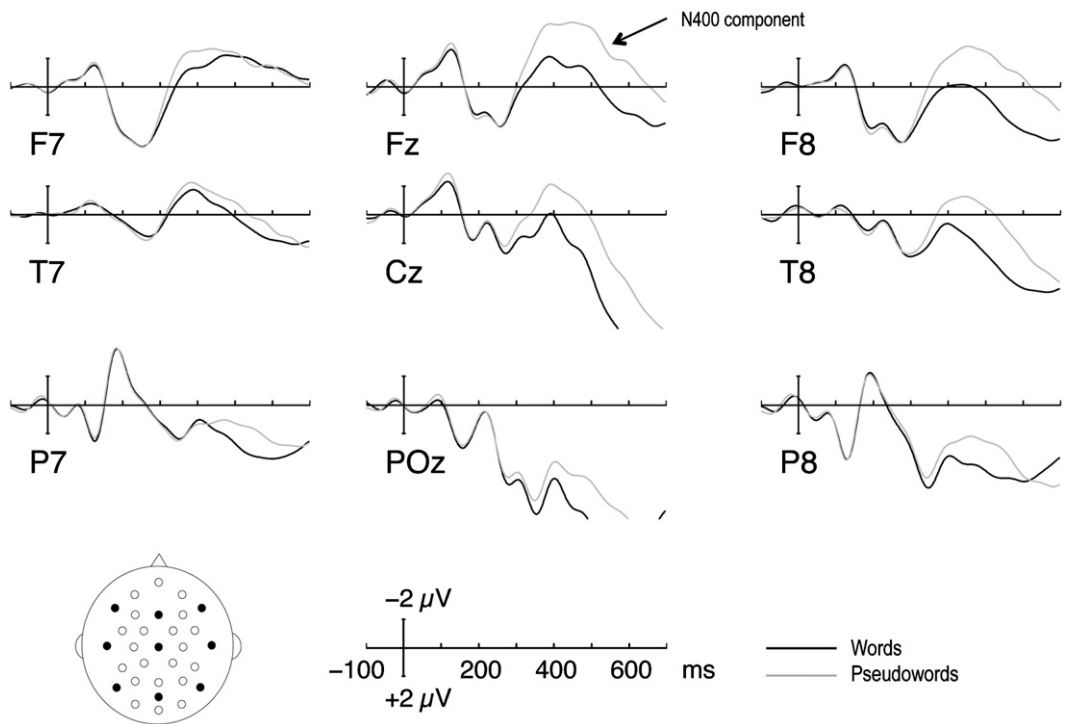 N400 component
F7
Fz
F8
T7
Cz
T8
P7
POz
P8
−2 µV
−100 200 400 600 ms
+2 µV
Words
Pseudowords